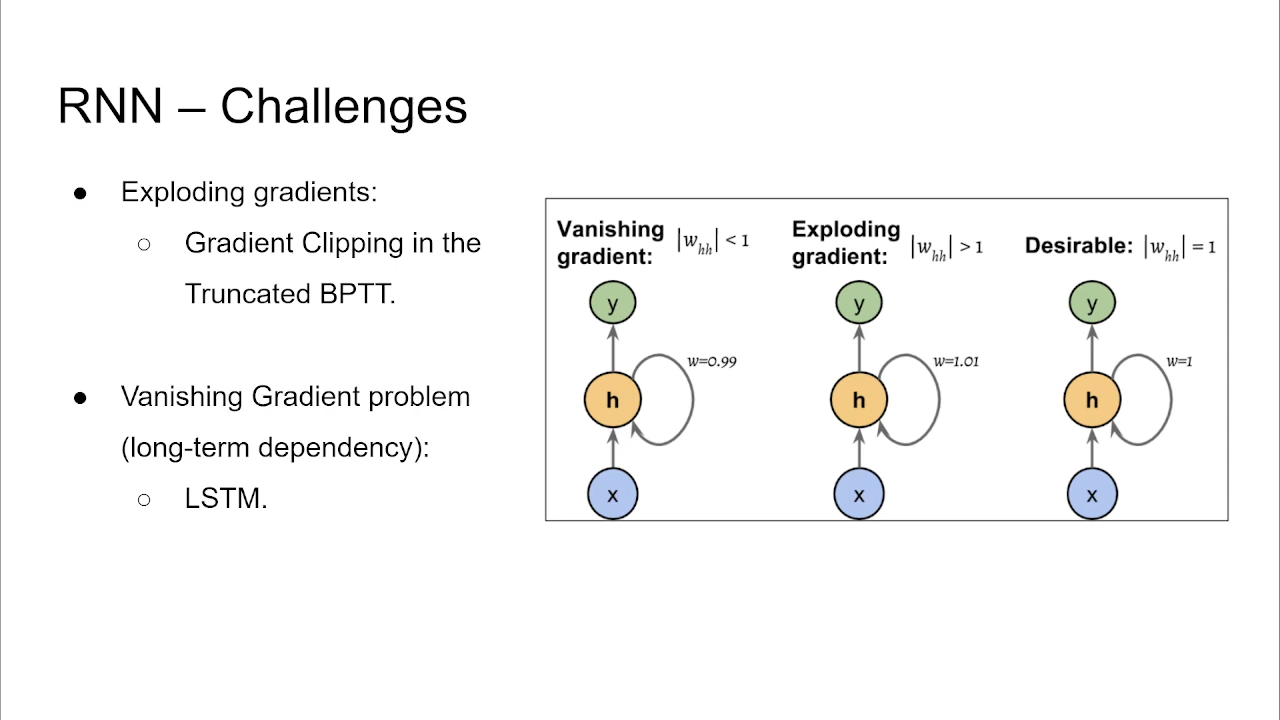 RNN – Challenges
● Exploding gradients:
○ Gradient Clipping in the
Truncated BPTT.
● Vanishing Gradient problem
(long-term dependency):
○ LSTM.
Vanishing
gradient: |w_hh| < 1
Exploding
gradient: |w_hh| > 1
Desirable: |w_hh| = 1
y
y
y
w=0.99
w=1.01
w=1
h
h
h
x
x
x